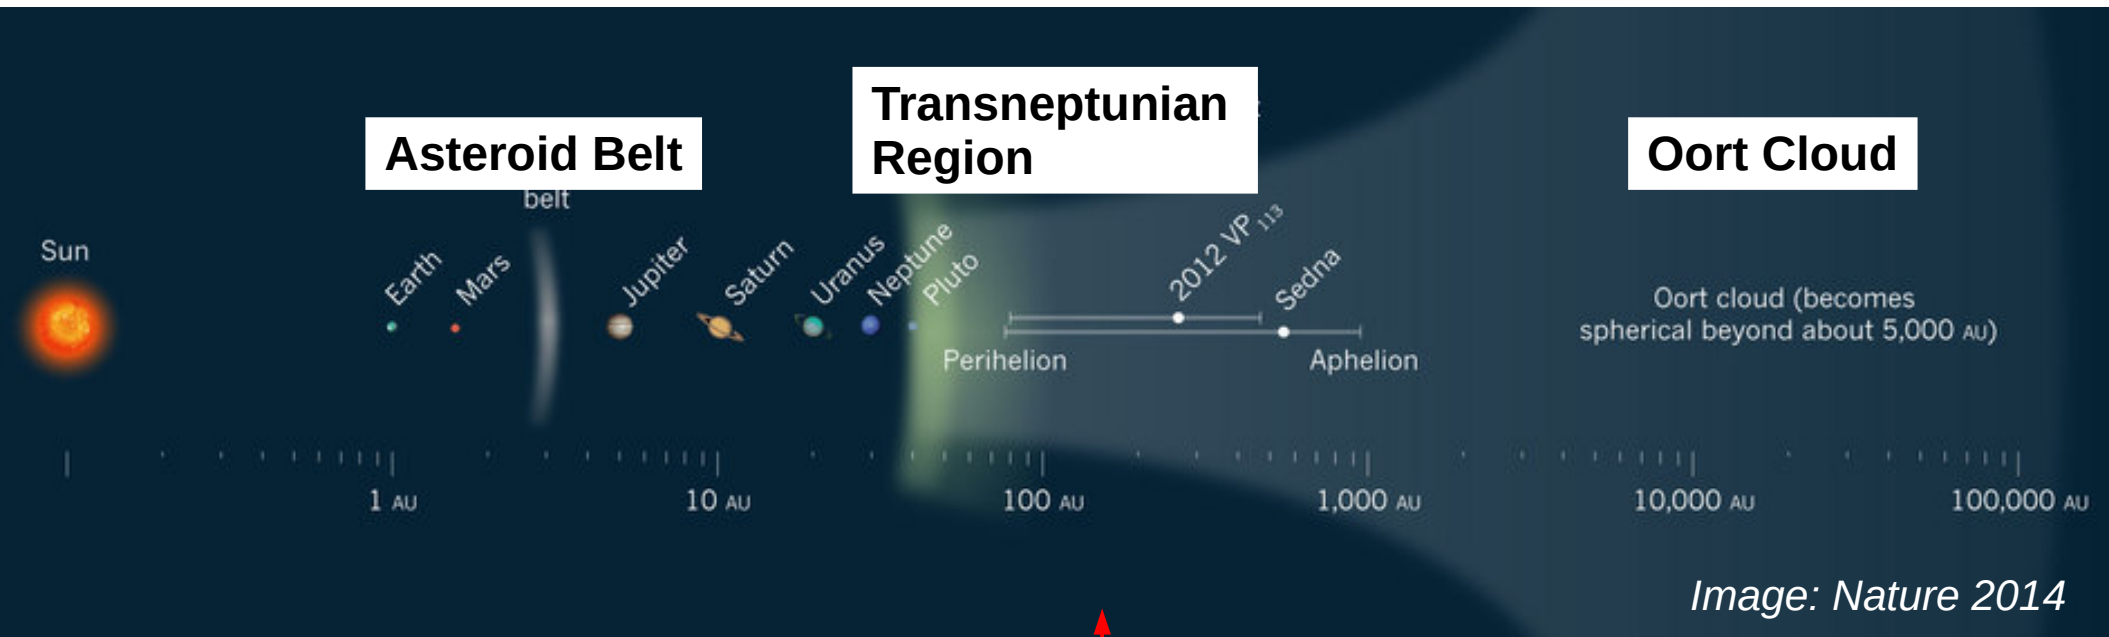 Transneptunian
Region
Asteroid Belt
Oort Cloud
belt
Sun
Earth
Mars
Jupiter
Saturn
Uranus
Neptune
Pluto
2012 VP113
Sedna
Oort cloud (becomes
spherical beyond about 5,000 AU)
Perihelion
Aphelion
1 AU
10 AU
100 AU
1,000 AU
10,000 AU
100,000 AU
Image: Nature 2014